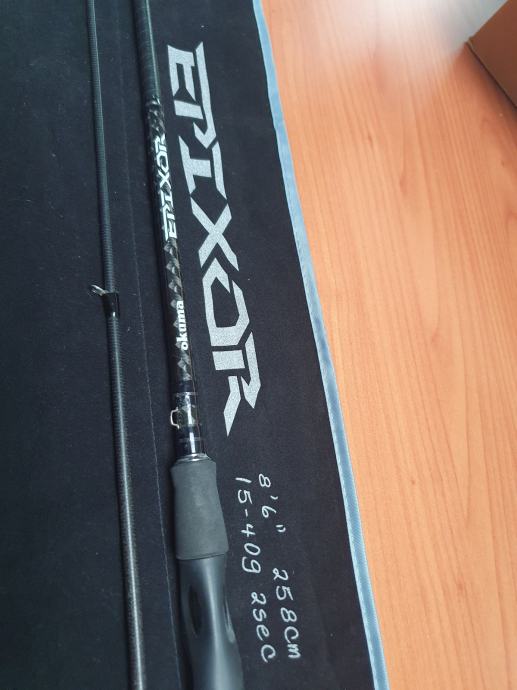 EPIXOR
okuma EPIXOR
8'6" 258cm
15-40g 2sec